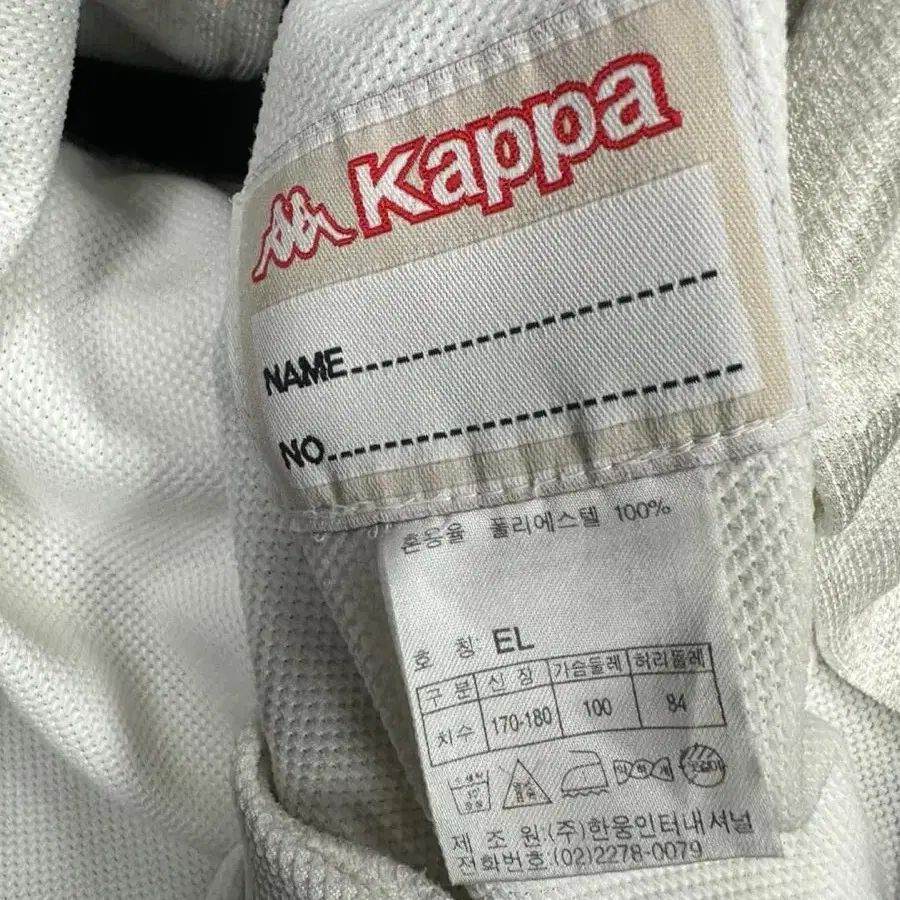 Kappa
NAME
NO
혼용율 폴리에스텔 100%
호 칭: EL
구 분 신 장 가슴둘레 허리둘레
치수 170-180 100 84
제 조 원:(주)한웅인터내셔널
전화번호:(02)2278-0079